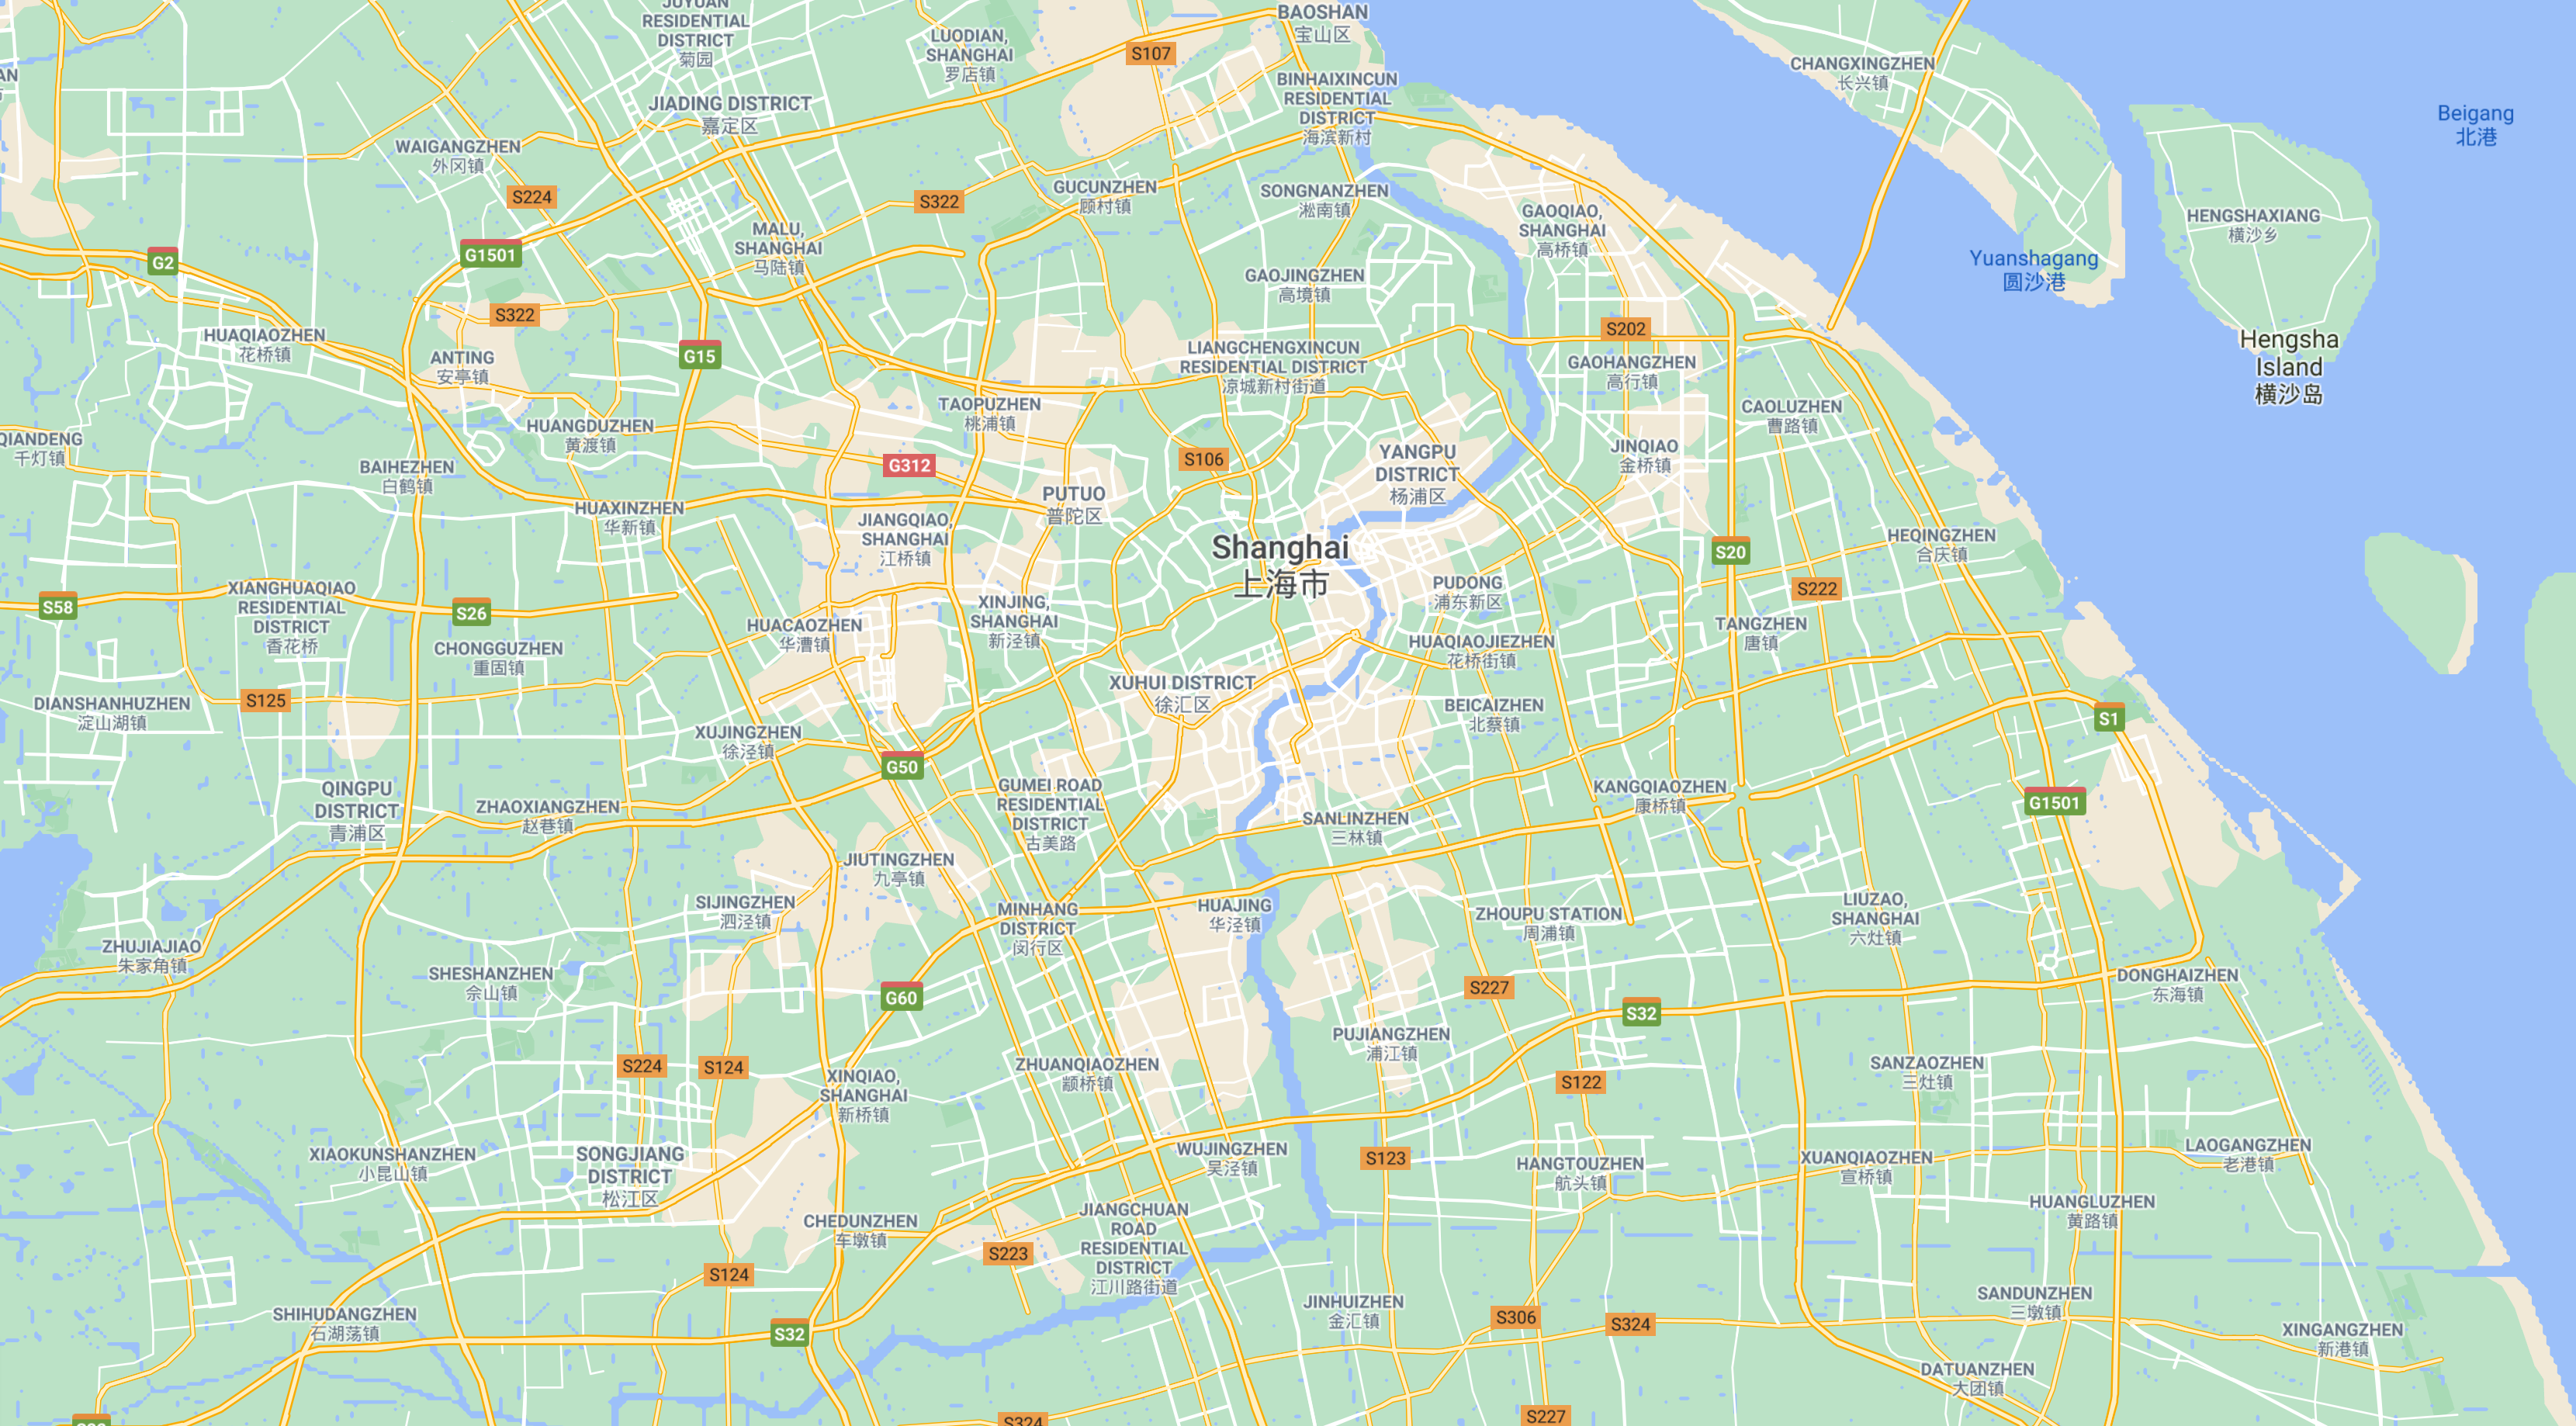 JUYUAN
RESIDENTIAL
DISTRICT
菊园
LUODIAN,
SHANGHAI
罗店镇
S107
BAOSHAN
宝山区
BINHAIXINCUN
RESIDENTIAL
DISTRICT
海滨新村
CHANGXINGZHEN
长兴镇
Beigang
北港
JIADING DISTRICT
嘉定区
WAIGANGZHEN
外冈镇
S224
S322
GUCUNZHEN
顾村镇
SONGNANZHEN
淞南镇
GAOQIAO,
SHANGHAI
高桥镇
HENGSHAXIANG
横沙乡
Yuanshagang
圆沙港
G2
G1501
MALU,
SHANGHAI
马陆镇
GAOJINGZHEN
高境镇
HUAQIAOZHEN
花桥镇
S322
G15
S202
Hengsha
Island
横沙岛
ANTING
安亭镇
LIANGCHENGXINCUN
RESIDENTIAL DISTRICT
凉城新村街道
GAOHANGZHEN
高行镇
TAOPUZHEN
桃浦镇
CAOLUZHEN
曹路镇
QIANDENG
千灯镇
HUANGDUZHEN
黄渡镇
BAIHEZHEN
白鹤镇
G312
S106
YANGPU
DISTRICT
杨浦区
JINQIAO
金桥镇
HUAXINZHEN
华新镇
PUTUO
普陀区
JIANGQIAO,
SHANGHAI
江桥镇
Shanghai
上海市
S20
HEQINGZHEN
合庆镇
S58
XIANGHUAQIAO
RESIDENTIAL
DISTRICT
香花桥
S26
XINJING,
SHANGHAI
新泾镇
PUDONG
浦东新区
S222
HUACAOZHEN
华漕镇
TANGZHEN
唐镇
CHONGGUZHEN
重固镇
HUAQIAOJIEZHEN
花桥街镇
DIANSHANHUZHEN
淀山湖镇
S125
XUHUI DISTRICT
徐汇区
BEICAIZHEN
北蔡镇
S1
XUJINGZHEN
徐泾镇
G50
QINGPU
DISTRICT
青浦区
ZHAOXIANGZHEN
赵巷镇
GUMEI ROAD
RESIDENTIAL
DISTRICT
古美路
KANGQIAOZHEN
康桥镇
G1501
SANLINZHEN
三林镇
JIUTINGZHEN
九亭镇
SIJINGZHEN
泗泾镇
MINHANG
DISTRICT
闵行区
HUAJING
华泾镇
ZHOUPU STATION
周浦镇
LIUZAO,
SHANGHAI
六灶镇
ZHUJIAJIAO
朱家角镇
SHESHANZHEN
佘山镇
G60
S227
S32
DONGHAIZHEN
东海镇
PUJIANGZHEN
浦江镇
S224
S124
ZHUANQIAOZHEN
颛桥镇
S122
SANZAOZHEN
三灶镇
XINQIAO,
SHANGHAI
新桥镇
XIAOKUNSHANZHEN
小昆山镇
SONGJIANG
DISTRICT
松江区
WUJINGZHEN
吴泾镇
S123
HANGTOUZHEN
航头镇
XUANQIAOZHEN
宣桥镇
LAOGANGZHEN
老港镇
CHEDUNZHEN
车墩镇
JIANGCHUAN
ROAD
RESIDENTIAL
DISTRICT
江川路街道
HUANGLUZHEN
黄路镇
S223
S124
SHIHUDANGZHEN
石湖荡镇
S32
JINHUIZHEN
金汇镇
S306
S324
SANDUNZHEN
三墩镇
XINGANGZHEN
新港镇
DATUANZHEN
大团镇
S324
S227